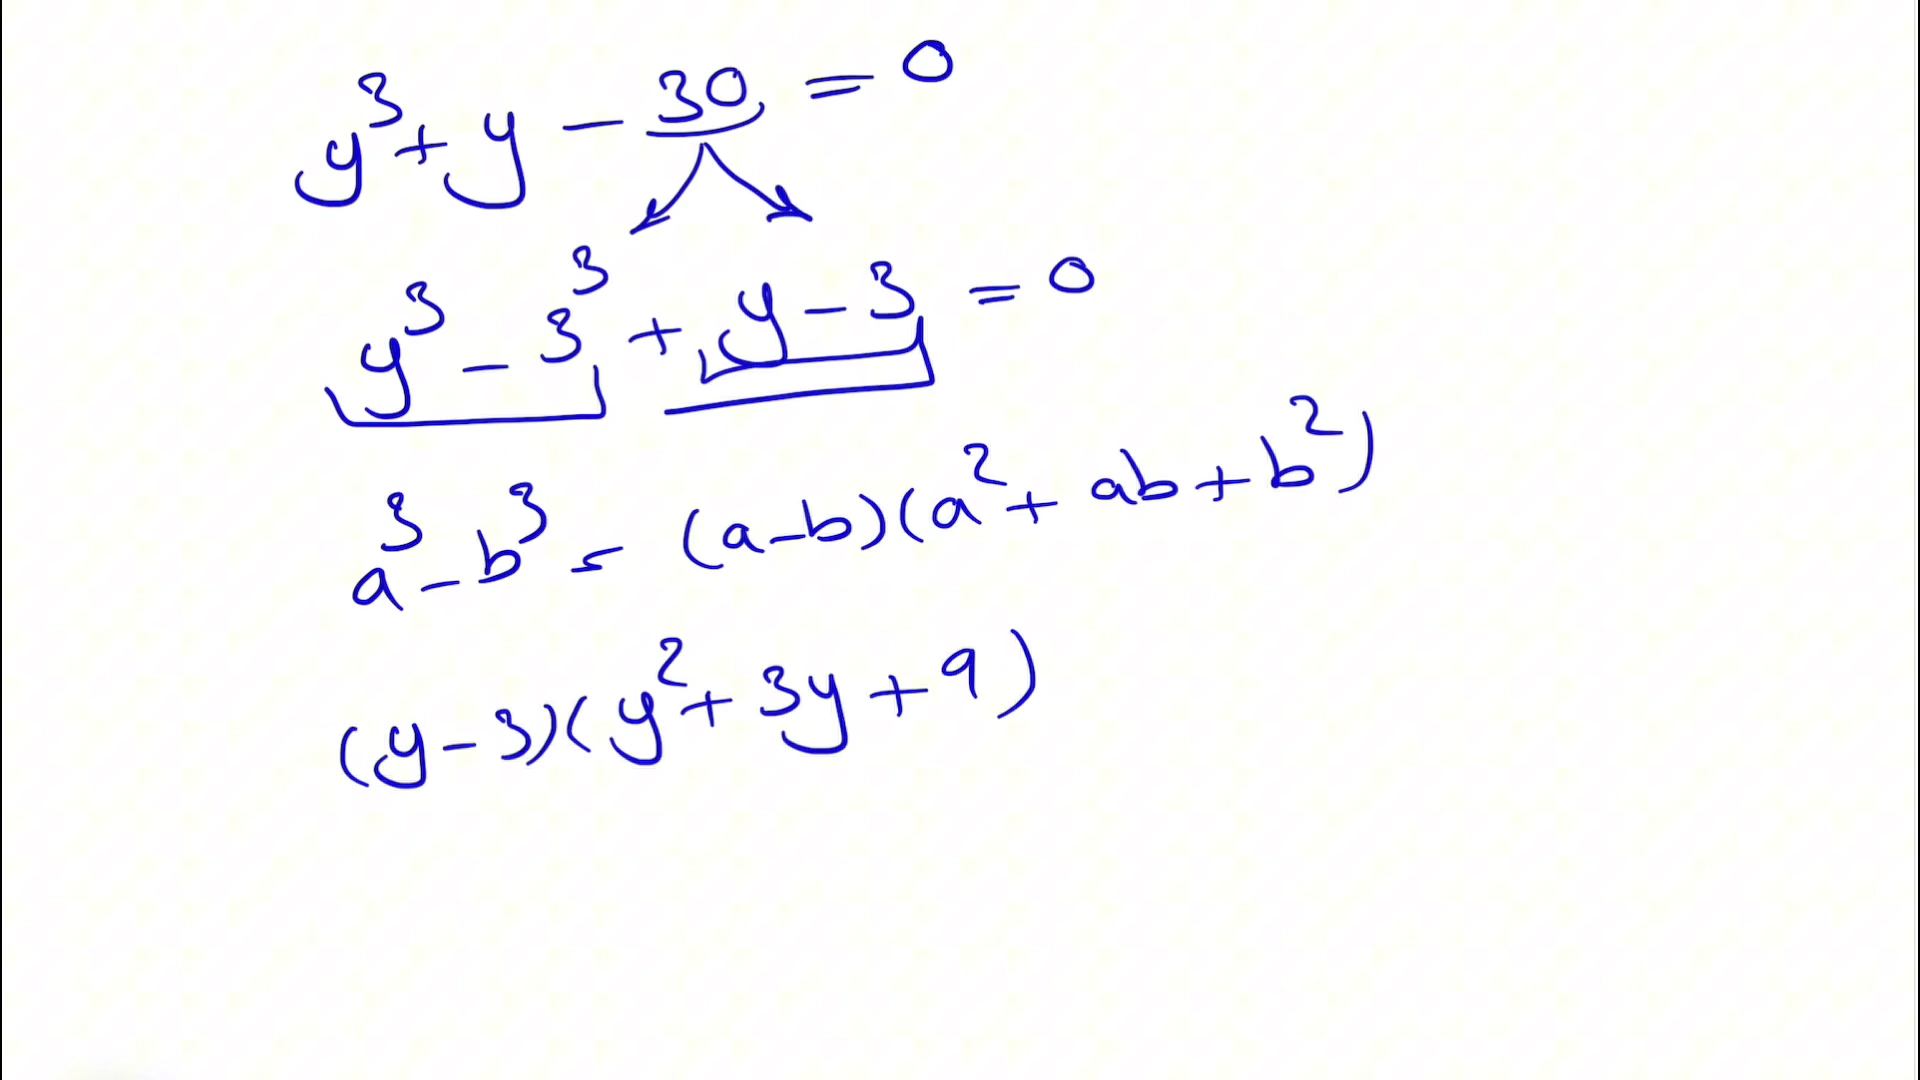 y³ + y - 30 = 0
y³ - 3³ + y - 3 = 0
a³ - b³ = (a-b)(a² + ab + b²)
(y-3)(y² + 3y + 9)